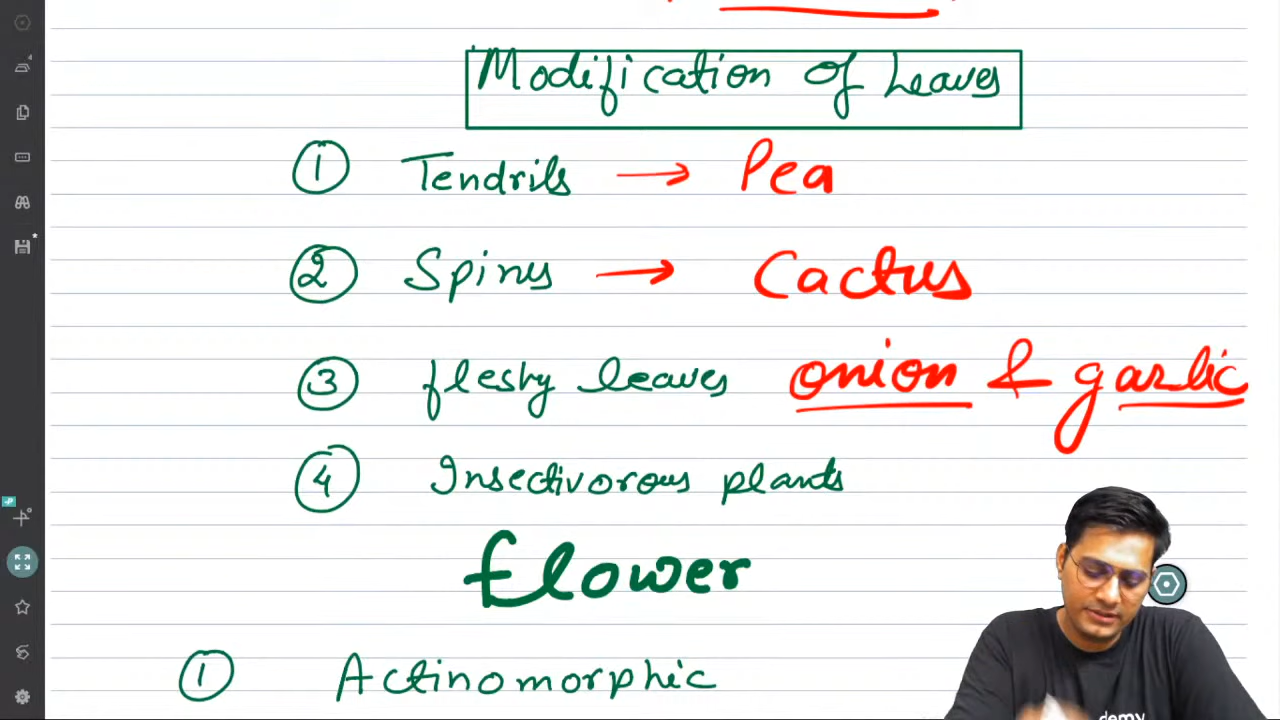 Modification of Leaves
① Tendrils → Pea
② Spines → Cactus
③ fleshy leaves onion & garlic
④ Insectivorous plants
flower
① Actinomorphic
demy